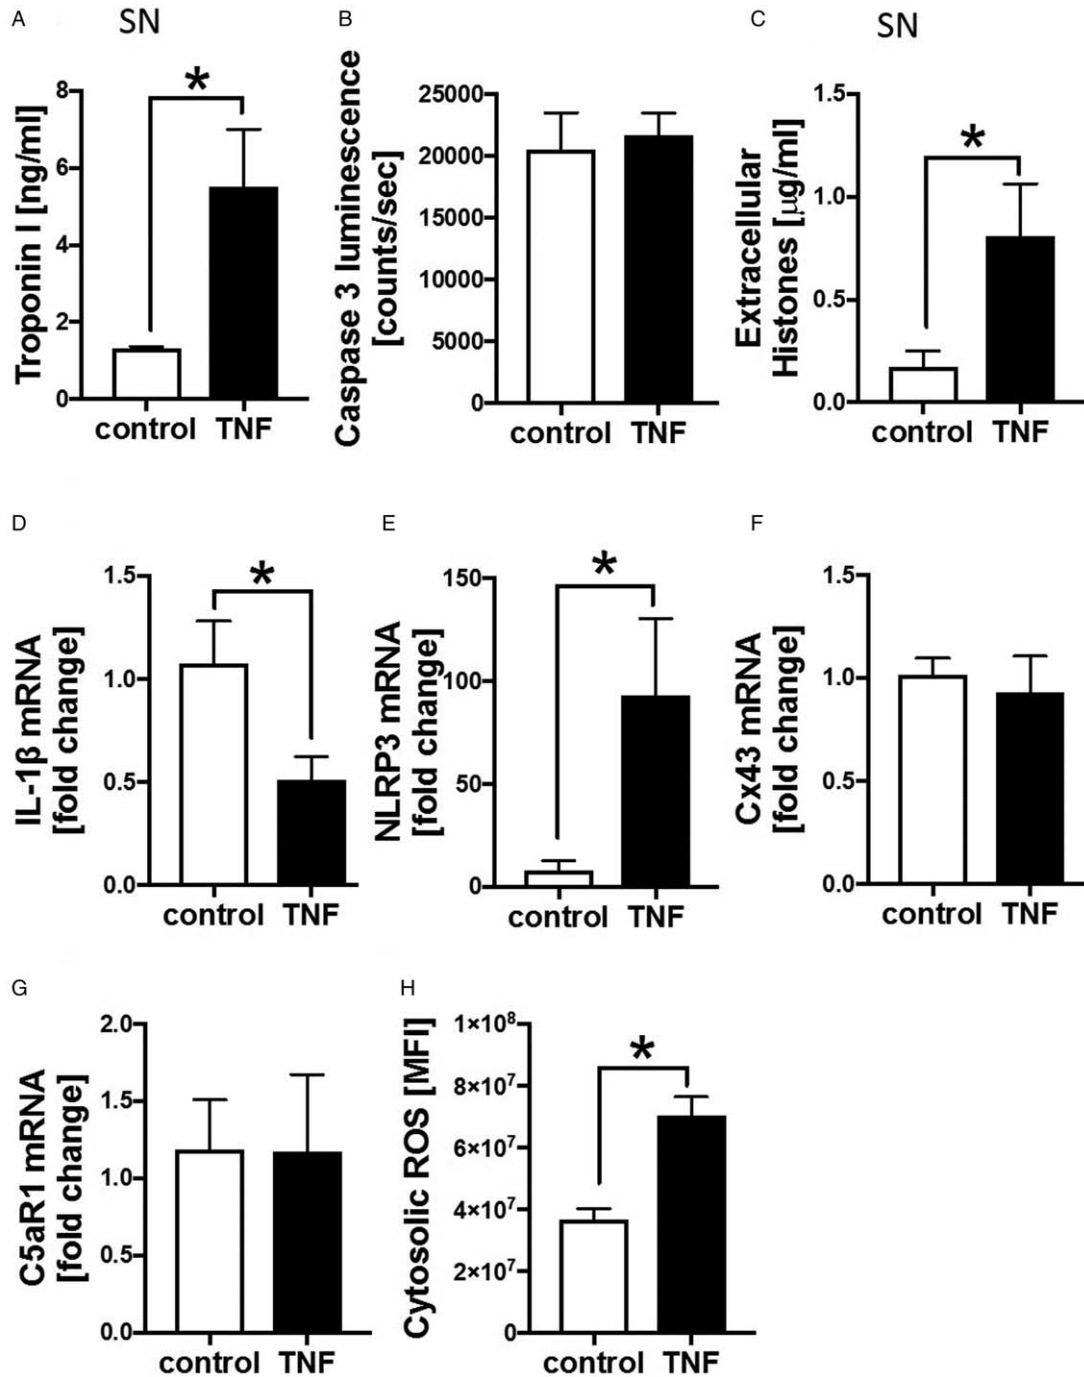 A
SN
*
Troponin I [ng/ml]
8
6
4
2
0
control TNF
B
Caspase 3 luminescence
[counts/sec]
25000
20000
15000
10000
5000
0
control TNF
C
SN
*
Extracellular
Histones [µg/ml]
1.5
1.0
0.5
0.0
control TNF
D
*
IL-1β mRNA
[fold change]
1.5
1.0
0.5
0.0
control TNF
E
*
NLRP3 mRNA
[fold change]
150
100
50
0
control TNF
F
Cx43 mRNA
[fold change]
1.5
1.0
0.5
0.0
control TNF
G
C5aR1 mRNA
[fold change]
2.0
1.5
1.0
0.5
0.0
control TNF
H
*
Cytosolic ROS [MFI]
1×10⁸
8×10⁷
6×10⁷
4×10⁷
2×10⁷
0
control TNF